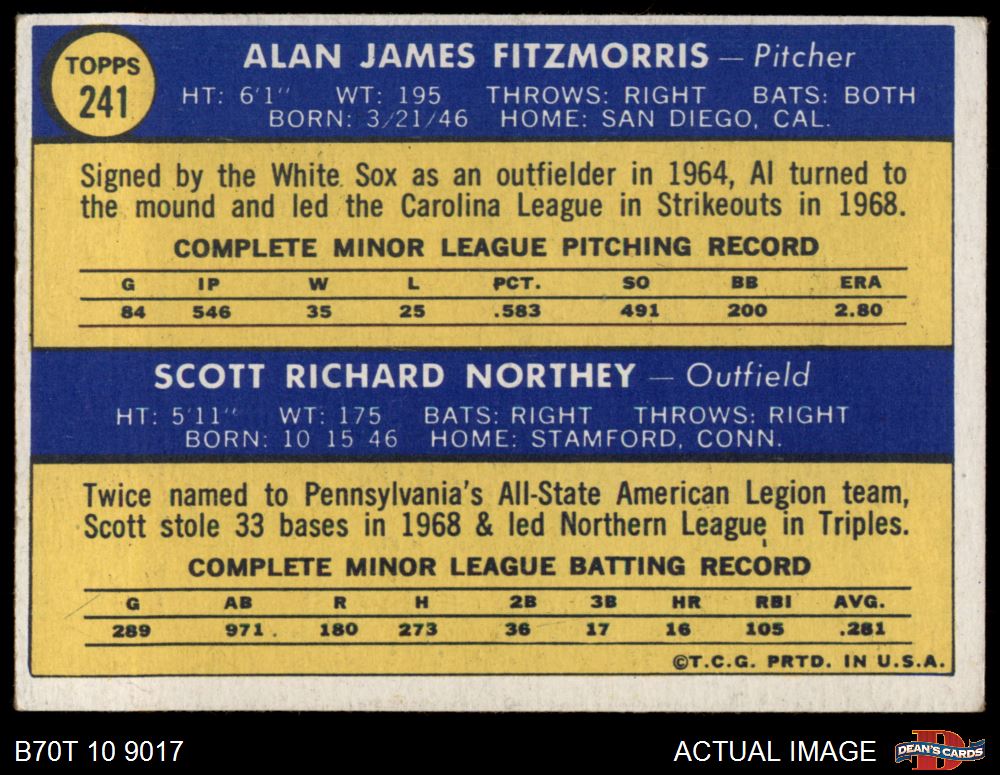 TOPPS
241
ALAN JAMES FITZMORRIS — Pitcher
HT: 6'1" WT: 195 THROWS: RIGHT BATS: BOTH
BORN: 3/21/46 HOME: SAN DIEGO, CAL.
Signed by the White Sox as an outfielder in 1964, Al turned to
the mound and led the Carolina League in Strikeouts in 1968.
COMPLETE MINOR LEAGUE PITCHING RECORD
G IP W L PCT. SO BB ERA
84 546 35 25 .583 491 200 2.80
SCOTT RICHARD NORTHEY — Outfield
HT: 5'11" WT: 175 BATS: RIGHT THROWS: RIGHT
BORN: 10 15 46 HOME: STAMFORD, CONN.
Twice named to Pennsylvania's All-State American Legion team,
Scott stole 33 bases in 1968 & led Northern League in Triples.
COMPLETE MINOR LEAGUE BATTING RECORD
G AB R H 2B 3B HR RBI AVG.
289 971 180 273 36 17 16 105 .281
©T.C.G. PRTD. IN U.S.A.
B70T 10 9017
ACTUAL IMAGE
B
DEAN'S CARDS